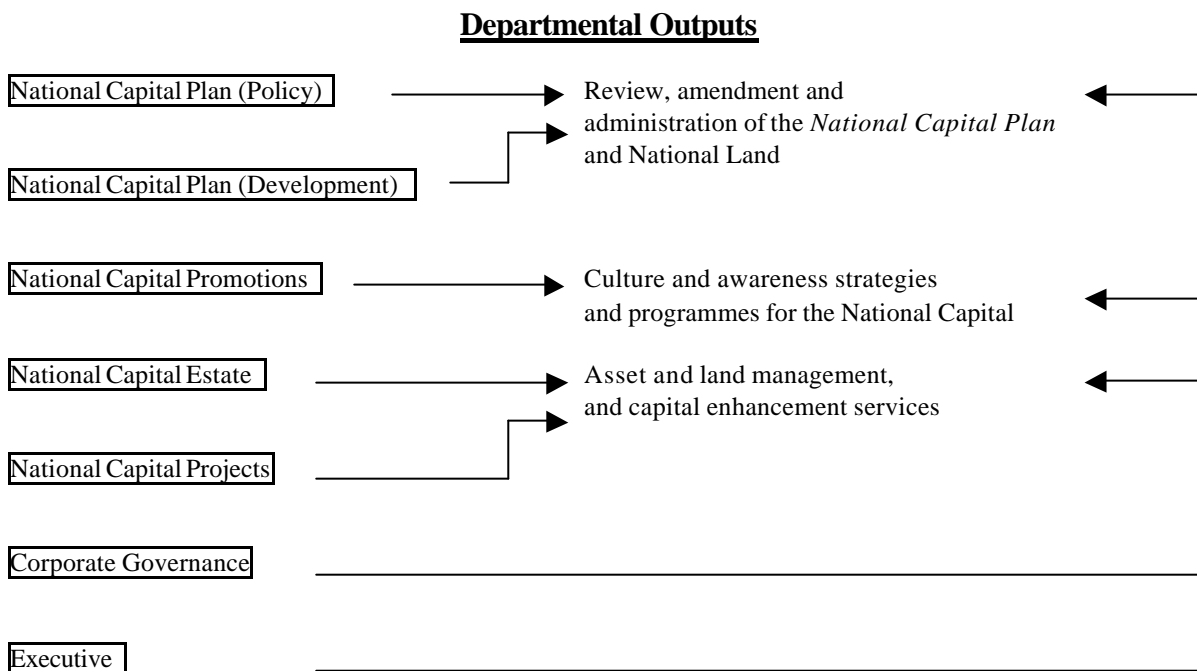 Departmental Outputs
National Capital Plan (Policy)
Review, amendment and
administration of the National Capital Plan
and National Land
National Capital Plan (Development)
National Capital Promotions
Culture and awareness strategies
and programmes for the National Capital
National Capital Estate
Asset and land management,
and capital enhancement services
National Capital Projects
Corporate Governance
Executive